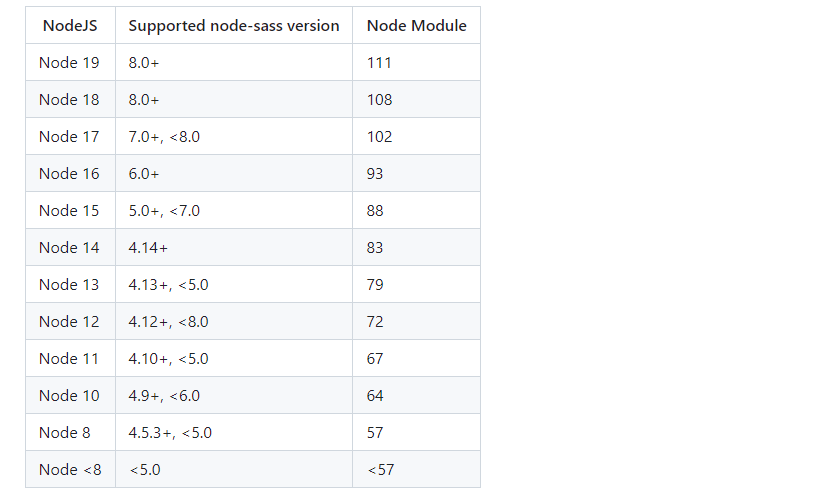 NodeJS Supported node-sass version Node Module
Node 19 8.0+ 111
Node 18 8.0+ 108
Node 17 7.0+, <8.0 102
Node 16 6.0+ 93
Node 15 5.0+, <7.0 88
Node 14 4.14+ 83
Node 13 4.13+, <5.0 79
Node 12 4.12+, <8.0 72
Node 11 4.10+, <5.0 67
Node 10 4.9+, <6.0 64
Node 8 4.5.3+, <5.0 57
Node <8 <5.0 <57